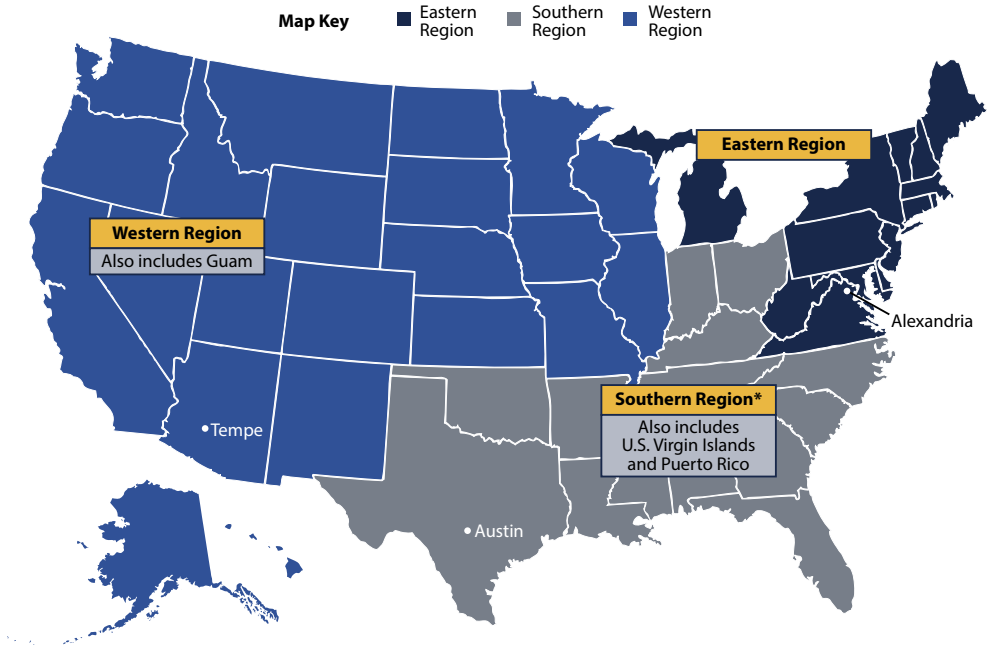 Map Key
Eastern
Region
Southern
Region
Western
Region
Eastern Region
Western Region
Also includes Guam
Alexandria
Southern Region*
Also includes
U.S. Virgin Islands
and Puerto Rico
Tempe
Austin